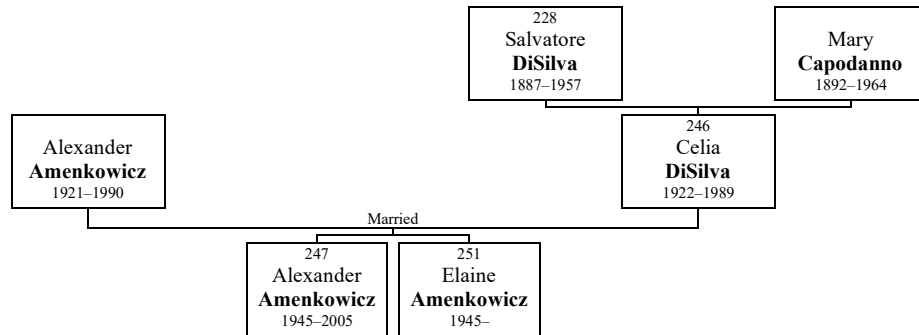 228
Salvatore
DiSilva
1887–1957
Mary
Capodanno
1892–1964
Alexander
Amenkowicz
1921–1990
246
Celia
DiSilva
1922–1989
Married
247
Alexander
Amenkowicz
1945–2005
251
Elaine
Amenkowicz
1945–